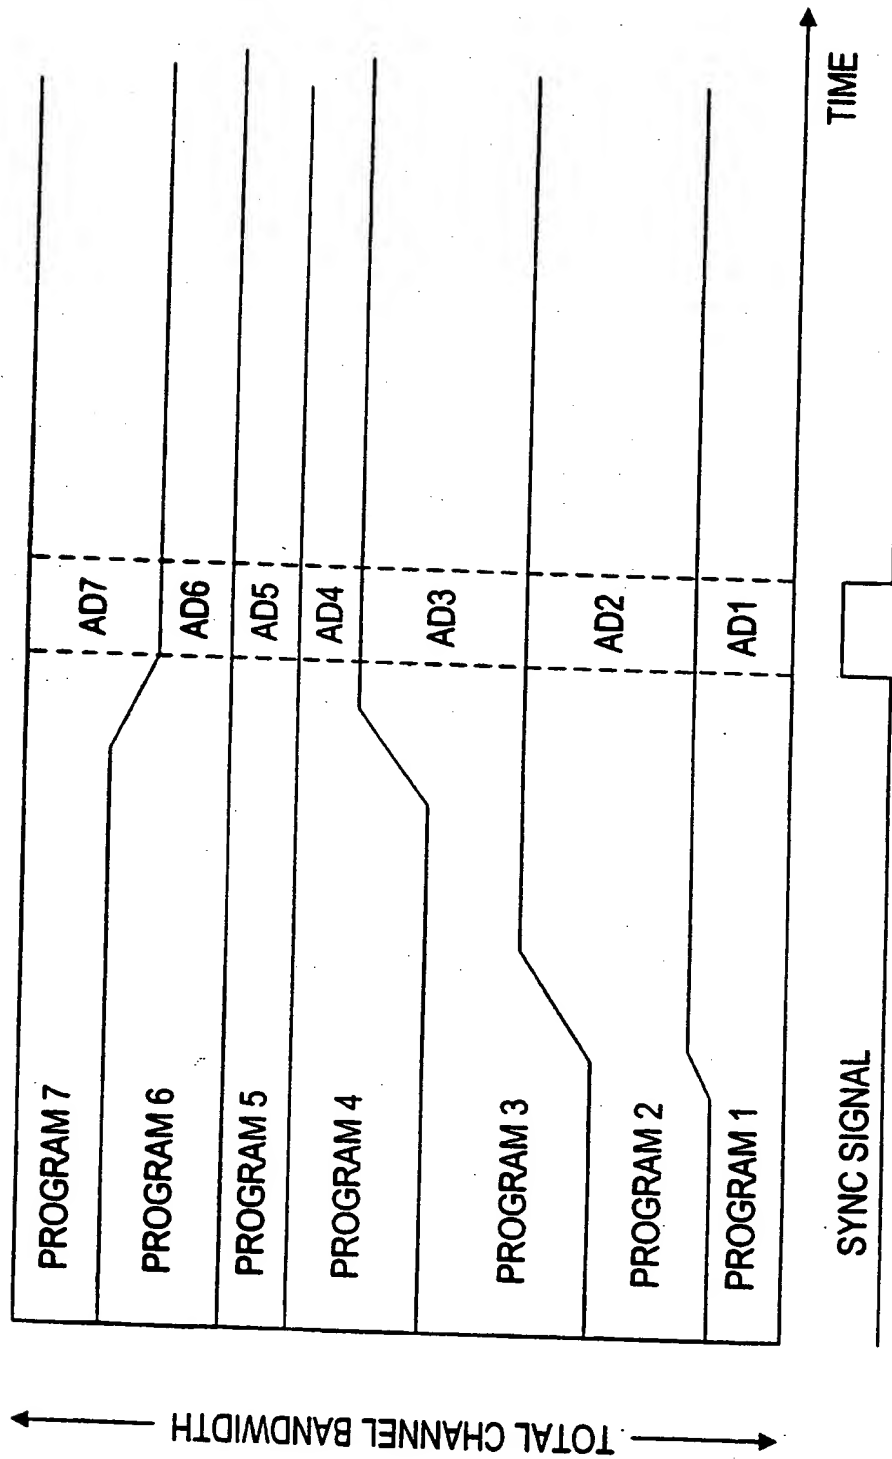 TOTAL CHANNEL BANDWIDTH
PROGRAM 7
PROGRAM 6
PROGRAM 5
PROGRAM 4
PROGRAM 3
PROGRAM 2
PROGRAM 1
AD7
AD6
AD5
AD4
AD3
AD2
AD1
SYNC SIGNAL
TIME